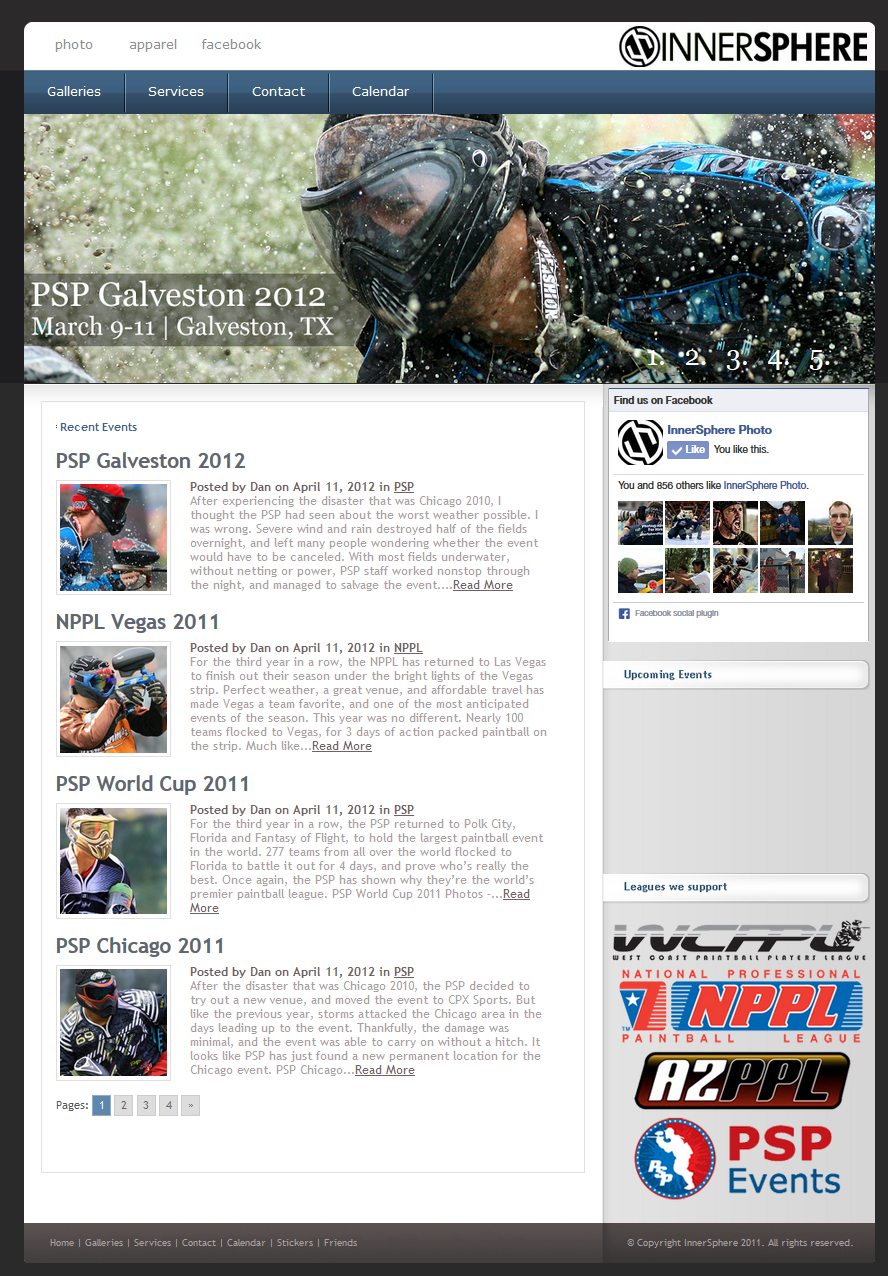 photo apparel facebook
INNERSPHERE
Galleries Services Contact Calendar
PSP Galveston 2012
March 9-11 | Galveston, TX
1. 2. 3. 4. 5.
Recent Events
PSP Galveston 2012
Posted by Dan on April 11, 2012 in PSP
After experiencing the disaster that was Chicago 2010, I
thought the PSP had seen about the worst weather possible. I
was wrong. Severe wind and rain destroyed half of the fields
overnight, and left many people wondering whether the event
would have to be canceled. With most fields underwater,
without netting or power, PSP staff worked nonstop through
the night, and managed to salvage the event....Read More
NPPL Vegas 2011
Posted by Dan on April 11, 2012 in NPPL
For the third year in a row, the NPPL has returned to Las Vegas
to finish out their season under the bright lights of the Vegas
strip. Perfect weather, a great venue, and affordable travel has
made Vegas a team favorite, and one of the most anticipated
events of the season. This year was no different. Nearly 100
teams flocked to Vegas, for 3 days of action packed paintball on
the strip. Much like...Read More
PSP World Cup 2011
Posted by Dan on April 11, 2012 in PSP
For the third year in a row, the PSP returned to Polk City,
Florida and Fantasy of Flight, to hold the largest paintball event
in the world. 277 teams from all over the world flocked to
Florida to battle it out for 4 days, and prove who's really the
best. Once again, the PSP has shown why they're the world's
premier paintball league. PSP World Cup 2011 Photos -...Read
More
PSP Chicago 2011
Posted by Dan on April 11, 2012 in PSP
After the disaster that was Chicago 2010, the PSP decided to
try out a new venue, and moved the event to CPX Sports. But
like the previous year, storms attacked the Chicago area in the
days leading up to the event. Thankfully, the damage was
minimal, and the event was able to carry on without a hitch. It
looks like PSP has just found a new permanent location for the
Chicago event. PSP Chicago...Read More
Pages: 1 2 3 4 »
Find us on Facebook
InnerSphere Photo
Like You like this.
You and 856 others like InnerSphere Photo.
Facebook social plugin
Upcoming Events
Leagues we support
WCPPL
WEST COAST PAINTBALL PLAYERS LEAGUE
NATIONAL PROFESSIONAL
NPPL
TM PAINTBALL LEAGUE
AZPPL
PSP
PSP
Events
Home | Galleries | Services | Contact | Calendar | Stickers | Friends
© Copyright InnerSphere 2011. All rights reserved.